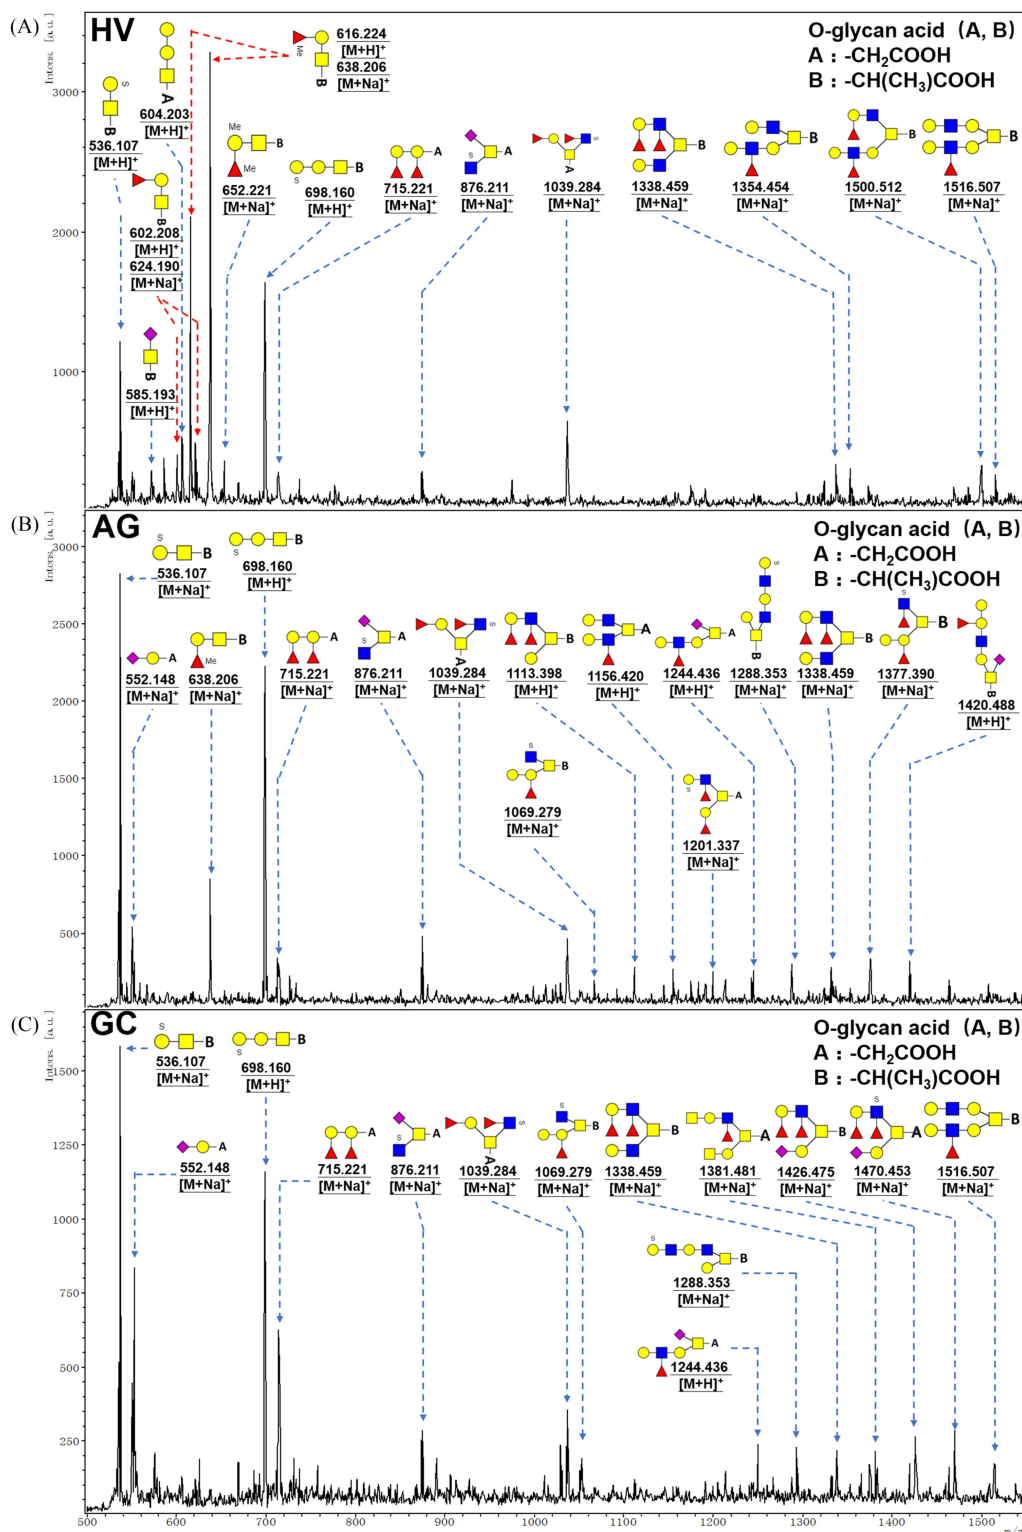 (A)
HV
Intens. [a.u.]
O-glycan acid (A, B)
A : -CH₂COOH
B : -CH(CH₃)COOH
3000
2000
1000
S
B
536.107
[M+H]⁺
A
604.203
[M+H]⁺
Me
B
616.224
[M+H]⁺
638.206
[M+Na]⁺
B
602.208
[M+H]⁺
624.190
[M+Na]⁺
B
585.193
[M+H]⁺
Me
B
Me
652.221
[M+Na]⁺
B
S
698.160
[M+H]⁺
A
715.221
[M+Na]⁺
S
A
876.211
[M+Na]⁺
S
A
1039.284
[M+Na]⁺
B
1338.459
[M+Na]⁺
B
1354.454
[M+Na]⁺
B
1500.512
[M+Na]⁺
B
1516.507
[M+Na]⁺
(B)
AG
Intens. [a.u.]
O-glycan acid (A, B)
A : -CH₂COOH
B : -CH(CH₃)COOH
3000
2500
2000
1500
1000
500
S
B
536.107
[M+Na]⁺
S
B
698.160
[M+H]⁺
A
552.148
[M+Na]⁺
B
Me
638.206
[M+Na]⁺
A
715.221
[M+Na]⁺
S
A
876.211
[M+Na]⁺
S
A
1039.284
[M+Na]⁺
B
1113.398
[M+H]⁺
A
1156.420
[M+H]⁺
A
1244.436
[M+H]⁺
S
B
1288.353
[M+Na]⁺
B
1338.459
[M+Na]⁺
S
B
1377.390
[M+Na]⁺
B
1420.488
[M+H]⁺
S
B
1069.279
[M+Na]⁺
S
A
1201.337
[M+Na]⁺
(C)
GC
Intens. [a.u.]
O-glycan acid (A, B)
A : -CH₂COOH
B : -CH(CH₃)COOH
1500
1250
1000
750
500
250
S
B
536.107
[M+Na]⁺
S
B
698.160
[M+H]⁺
A
552.148
[M+Na]⁺
A
715.221
[M+Na]⁺
S
A
876.211
[M+Na]⁺
S
A
1039.284
[M+Na]⁺
S
B
1069.279
[M+Na]⁺
B
1338.459
[M+Na]⁺
A
1381.481
[M+Na]⁺
B
1426.475
[M+Na]⁺
S
A
1470.453
[M+Na]⁺
B
1516.507
[M+Na]⁺
S
B
1288.353
[M+Na]⁺
A
1244.436
[M+H]⁺
500 600 700 800 900 1000 1100 1200 1300 1400 1500